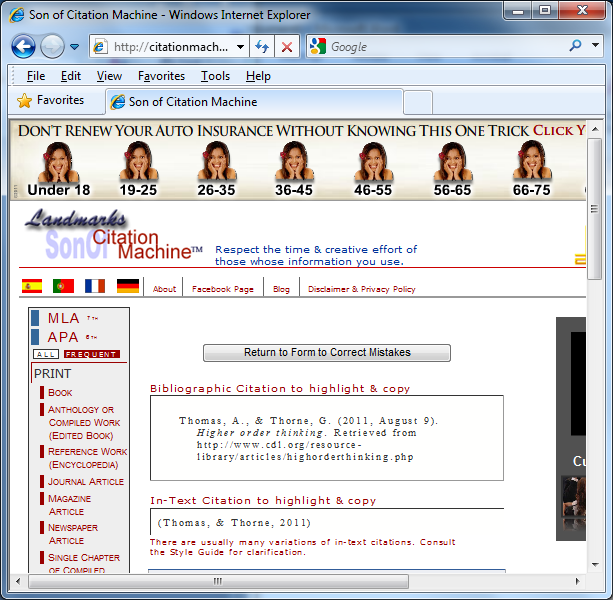 Son of Citation Machine - Windows Internet Explorer
http://citationmach...
Google
File Edit View Favorites Tools Help
Favorites
Son of Citation Machine
DON'T RENEW YOUR AUTO INSURANCE WITHOUT KNOWING THIS ONE TRICK CLICK Y
Under 18 19-25 26-35 36-45 46-55 56-65 66-75
Landmarks
SonOf Citation
Machine™
Respect the time & creative effort of
those whose information you use.
About Facebook Page Blog Disclaimer & Privacy Policy
MLA 7TH
APA 6TH
ALL FREQUENT
PRINT
BOOK
ANTHOLOGY OR
COMPILED WORK
(EDITED BOOK)
REFERENCE WORK
(ENCYCLOPEDIA)
JOURNAL ARTICLE
MAGAZINE
ARTICLE
NEWSPAPER
ARTICLE
SINGLE CHAPTER
OF COMPILED
Return to Form to Correct Mistakes
Bibliographic Citation to highlight & copy
Thomas, A., & Thorne, G. (2011, August 9).
Higher order thinking. Retrieved from
http://www.cdl.org/resource-
library/articles/highorderthinking.php
In-Text Citation to highlight & copy
(Thomas, & Thorne, 2011)
There are usually many variations of in-text citations. Consult
the Style Guide for clarification.
Cu